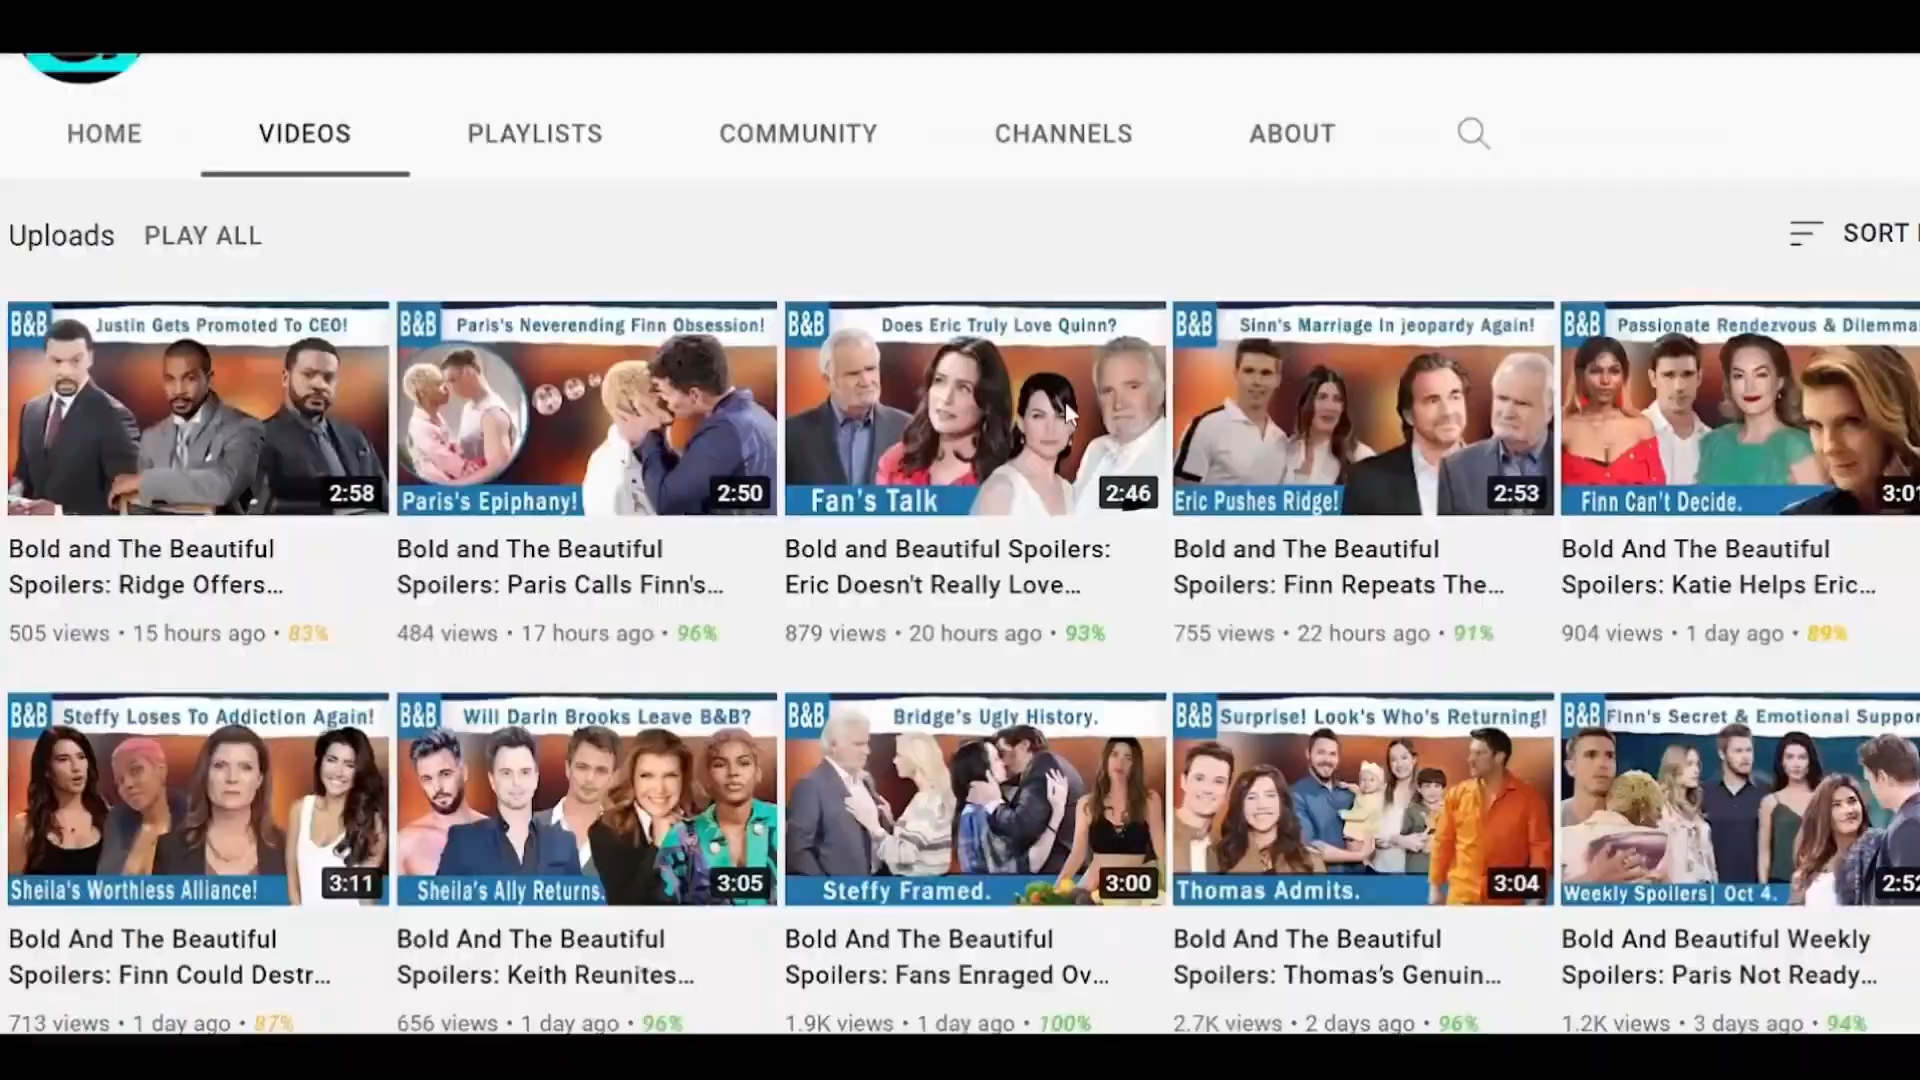 HOME VIDEOS PLAYLISTS COMMUNITY CHANNELS ABOUT
Uploads PLAY ALL
SORT
B&B Justin Gets Promoted To CEO!
2:58
Bold and The Beautiful
Spoilers: Ridge Offers...
505 views • 15 hours ago • 83%
B&B Paris's Neverending Finn Obsession!
Paris's Epiphany!
2:50
Bold and The Beautiful
Spoilers: Paris Calls Finn's...
484 views • 17 hours ago • 96%
B&B Does Eric Truly Love Quinn?
Fan's Talk
2:46
Bold and Beautiful Spoilers:
Eric Doesn't Really Love...
879 views • 20 hours ago • 93%
B&B Sinn's Marriage In jeopardy Again!
Eric Pushes Ridge!
2:53
Bold and The Beautiful
Spoilers: Finn Repeats The...
755 views • 22 hours ago • 91%
B&B Passionate Rendezvous & Dilemma
Finn Can't Decide.
3:01
Bold And The Beautiful
Spoilers: Katie Helps Eric...
904 views • 1 day ago • 89%
B&B Steffy Loses To Addiction Again!
Sheila's Worthless Alliance!
3:11
Bold And The Beautiful
Spoilers: Finn Could Destr...
713 views • 1 day ago • 87%
B&B Will Darin Brooks Leave B&B?
Sheila's Ally Returns.
3:05
Bold And The Beautiful
Spoilers: Keith Reunites...
656 views • 1 day ago • 96%
B&B Bridge's Ugly History.
Steffy Framed.
3:00
Bold And The Beautiful
Spoilers: Fans Enraged Ov...
1.9K views • 1 day ago • 100%
B&B Surprise! Look's Who's Returning!
Thomas Admits.
3:04
Bold And The Beautiful
Spoilers: Thomas's Genuin...
2.7K views • 2 days ago • 96%
B&B Finn's Secret & Emotional Suppor
Weekly Spoilers| Oct 4.
2:52
Bold And Beautiful Weekly
Spoilers: Paris Not Ready...
1.2K views • 3 days ago • 94%